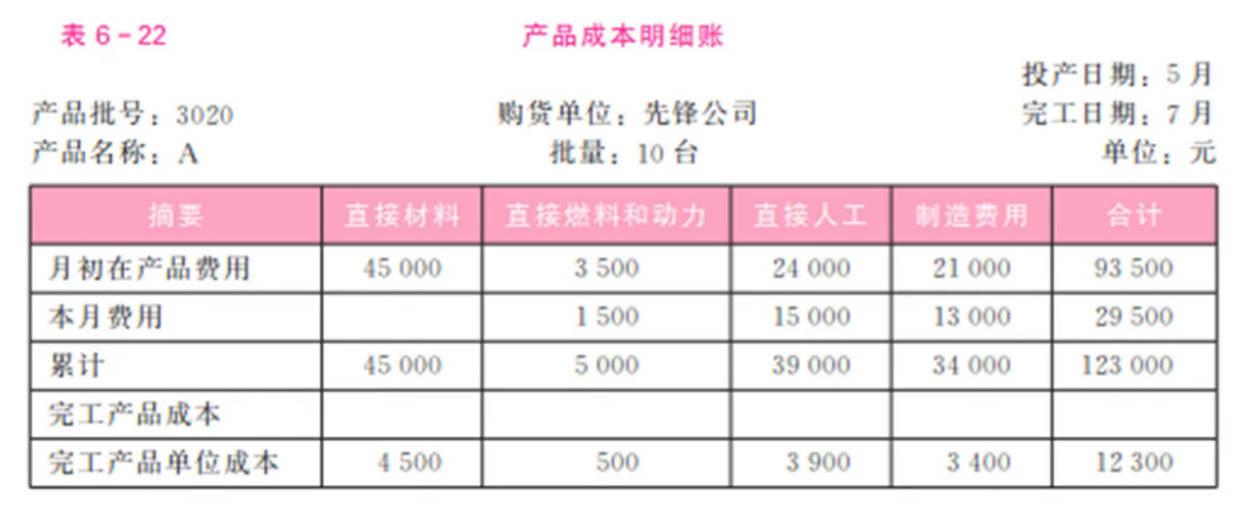 表 6-22 产品成本明细账
投产日期：5 月
产品批号：3020 购货单位：先锋公司 完工日期：7 月
产品名称：A 批量：10 台 单位：元
摘要 直接材料 直接燃料和动力 直接人工 制造费用 合计
月初在产品费用 45 000 3 500 24 000 21 000 93 500
本月费用 1 500 15 000 13 000 29 500
累计 45 000 5 000 39 000 34 000 123 000
完工产品成本
完工产品单位成本 4 500 500 3 900 3 400 12 300